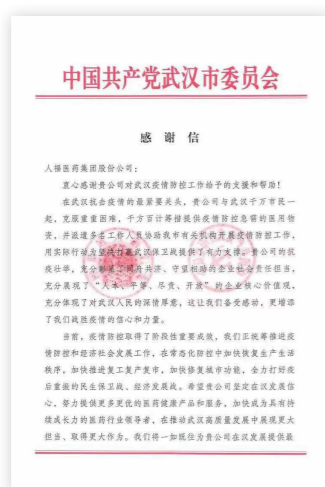 中国共产党武汉市委员会
感谢信
人福医药集团股份公司：
衷心感谢贵公司对武汉疫情防控工作给予的支援和帮助！
在武汉抗击疫情的最紧要关头，贵公司与武汉千万市民一
起，克服重重困难，千方百计筹措提供疫情防控急需的医用物
资，并派遣多名工作人员协助我市有关机构开展疫情防控工作，
用实际行动为坚决打赢武汉保卫战提供了有力支撑。贵公司的抗
疫壮举，充分彰显了同舟共济、守望相助的企业社会责任担当，
充分展现了“人本、平等、尽责、开放”的企业核心价值观，
充分体现了对武汉人民的深情厚意，这让我们备受感动，更增添
了我们战胜疫情的信心和力量。
当前，疫情防控取得了阶段性重要成效，我们正统筹推进疫
情防控和经济社会发展工作，在常态化防控中加快恢复生产生活
秩序，加快推进复工复产复市，加快修复城市功能，奋力打好疫
后重振的民生保卫战、经济发展战。希望贵公司坚定在汉发展信
心，努力提供更多更优的医药健康产品和服务，加快成为具有持
续成长力的医药行业领导者，在推动武汉高质量发展中展现更大
担当、取得更大作为。我们将一如既往为贵公司在汉发展提供最